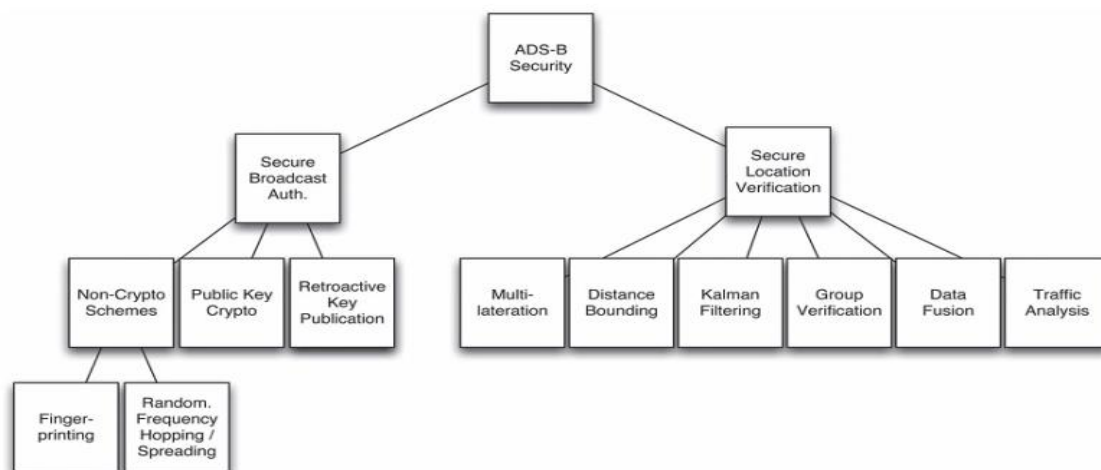 ADS-B
Security
Secure
Broadcast
Auth.
Secure
Location
Verification
Non-Crypto
Schemes
Public Key
Crypto
Retroactive
Key
Publication
Multi-
lateration
Distance
Bounding
Kalman
Filtering
Group
Verification
Data
Fusion
Traffic
Analysis
Finger-
printing
Random.
Frequency
Hopping /
Spreading